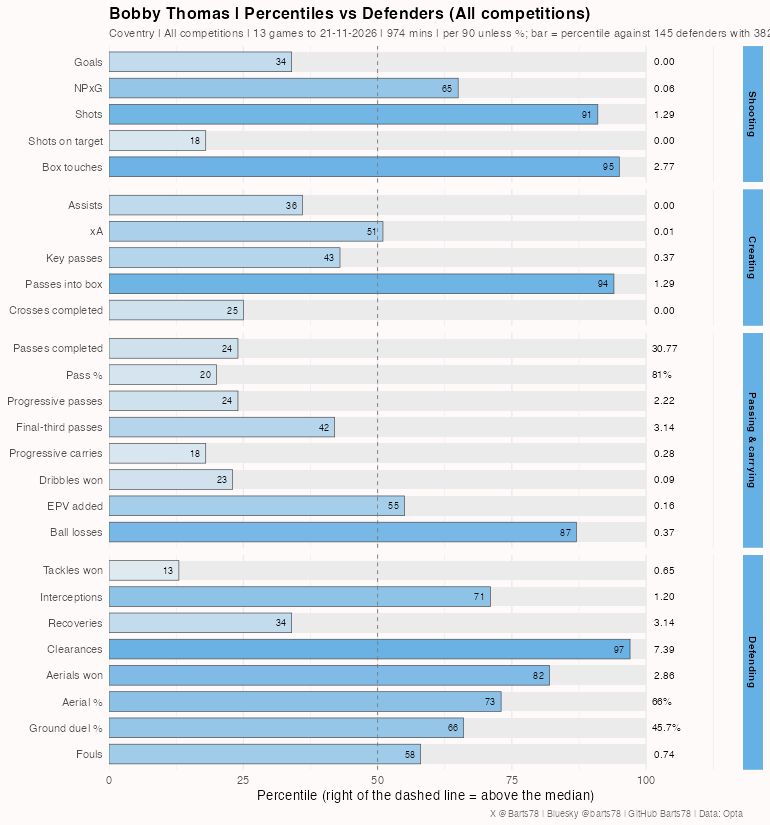 Bobby Thomas | Percentiles vs Defenders (All competitions)
Coventry | All competitions | 13 games to 21-11-2026 | 974 mins | per 90 unless %; bar = percentile against 145 defenders with 382
Goals 34 0.00
NPxG 65 0.06
Shots 91 1.29
Shots on target 18 0.00
Box touches 95 2.77
Shooting
Assists 36 0.00
xA 51 0.01
Key passes 43 0.37
Passes into box 94 1.29
Crosses completed 25 0.00
Creating
Passes completed 24 30.77
Pass % 20 81%
Progressive passes 24 2.22
Final-third passes 42 3.14
Progressive carries 18 0.28
Dribbles won 23 0.09
EPV added 55 0.16
Ball losses 87 0.37
Passing & carrying
Tackles won 13 0.65
Interceptions 71 1.20
Recoveries 34 3.14
Clearances 97 7.39
Aerials won 82 2.86
Aerial % 73 66%
Ground duel % 66 45.7%
Fouls 58 0.74
Defending
0 25 50 75 100
Percentile (right of the dashed line = above the median)
X @Barts78 | Bluesky @barts78 | GitHub Barts78 | Data: Opta